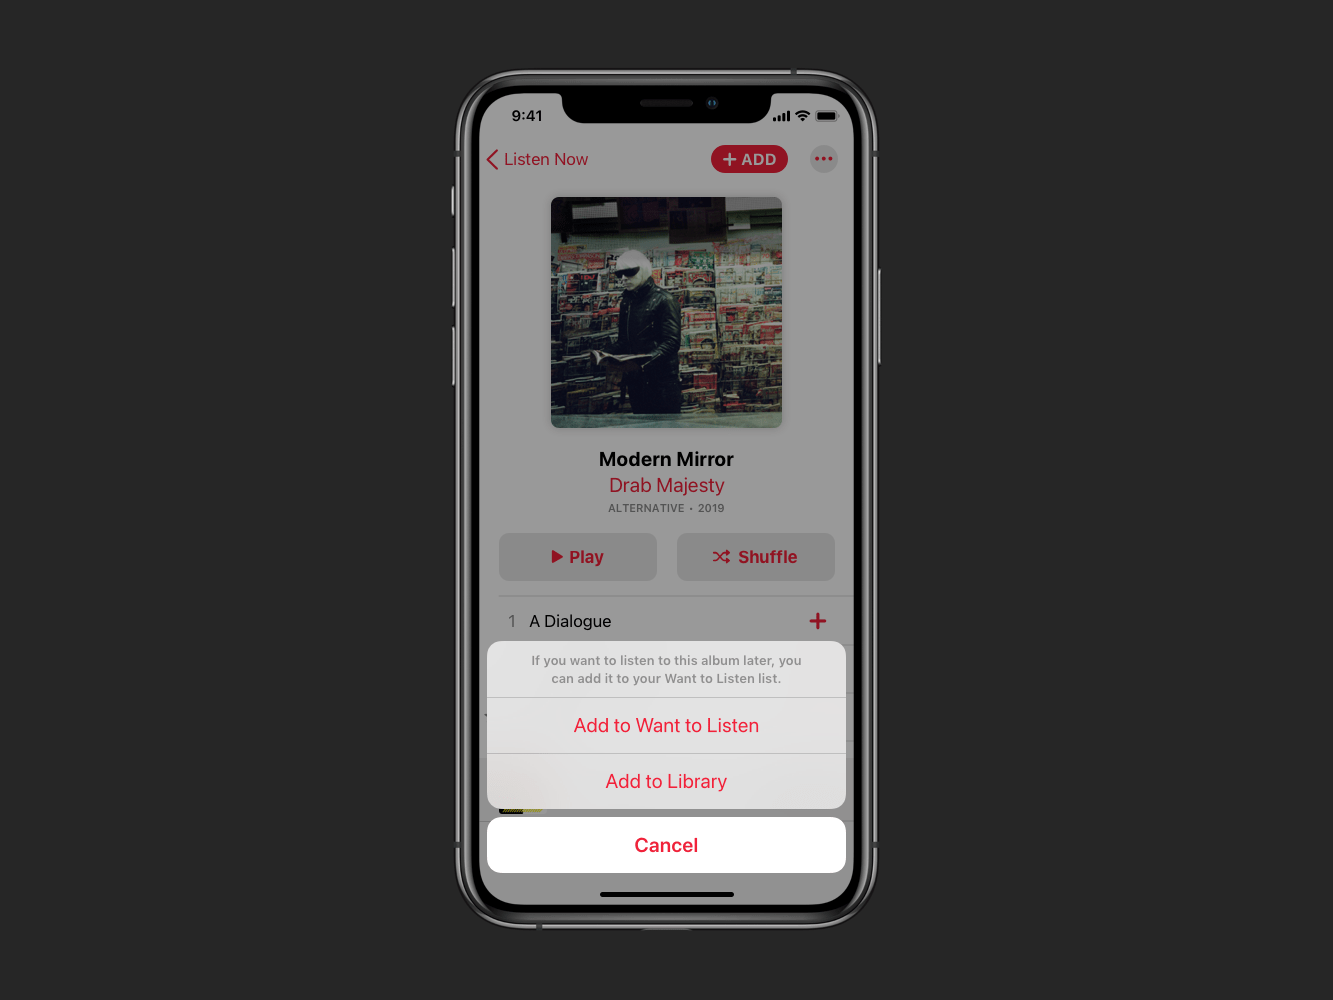 9:41
Listen Now
ADD
Modern Mirror
Drab Majesty
ALTERNATIVE • 2019
Play
Shuffle
1 A Dialogue
If you want to listen to this album later, you
can add it to your Want to Listen list.
Add to Want to Listen
Add to Library
Cancel